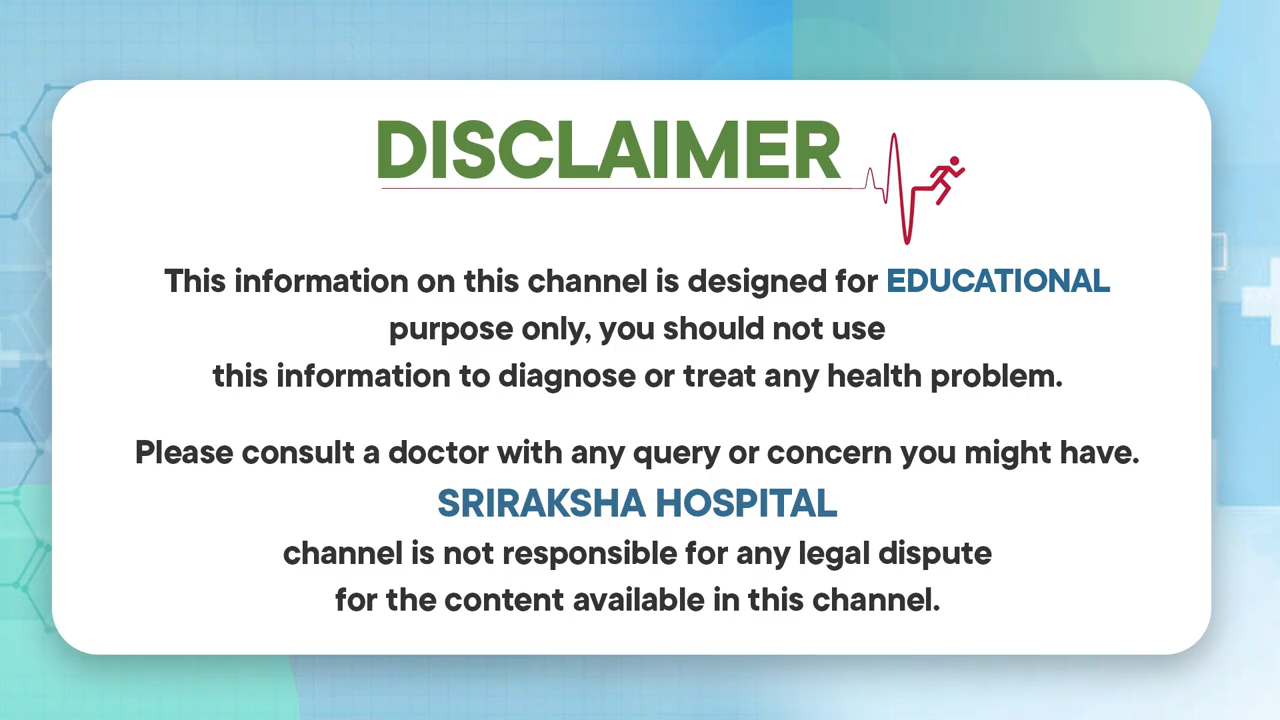 DISCLAIMER
This information on this channel is designed for EDUCATIONAL
purpose only, you should not use
this information to diagnose or treat any health problem.
Please consult a doctor with any query or concern you might have.
SRIRAKSHA HOSPITAL
channel is not responsible for any legal dispute
for the content available in this channel.